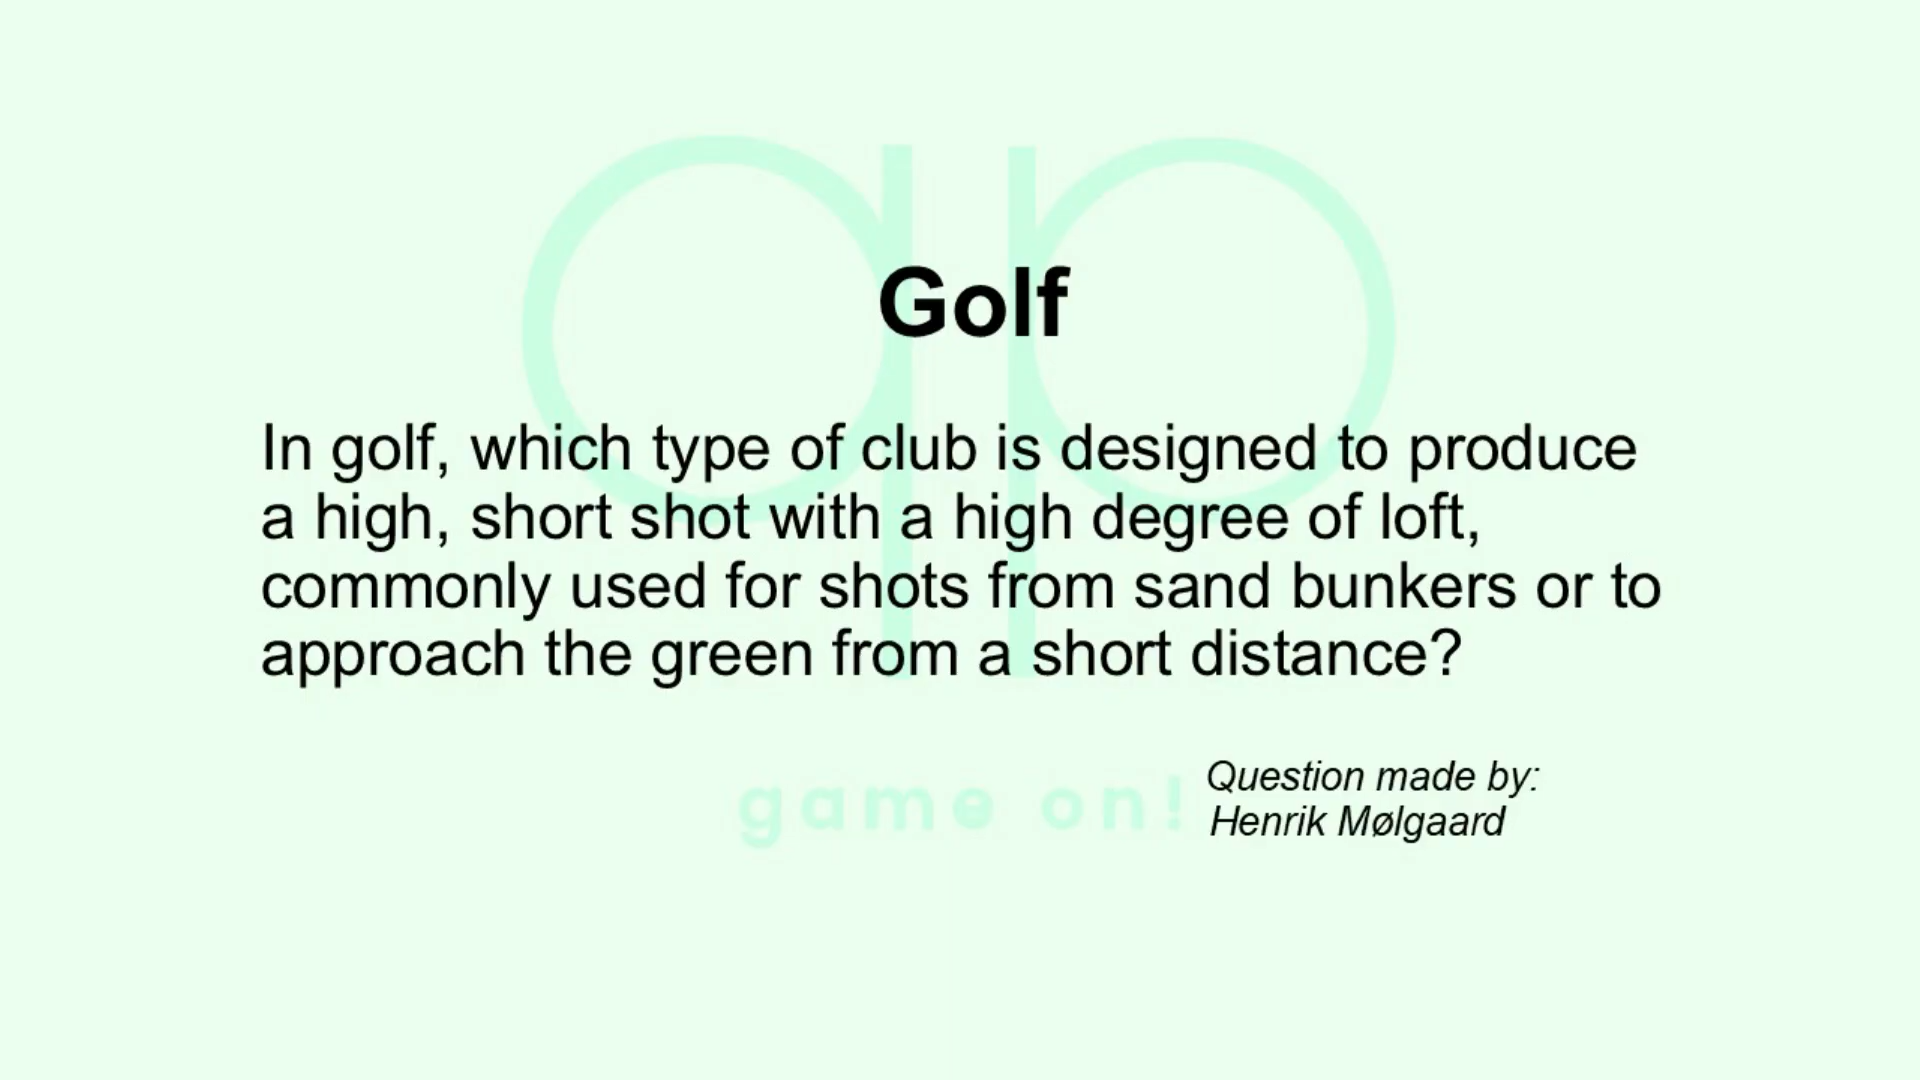 Golf
In golf, which type of club is designed to produce
a high, short shot with a high degree of loft,
commonly used for shots from sand bunkers or to
approach the green from a short distance?
game on!
Question made by:
Henrik Mølgaard